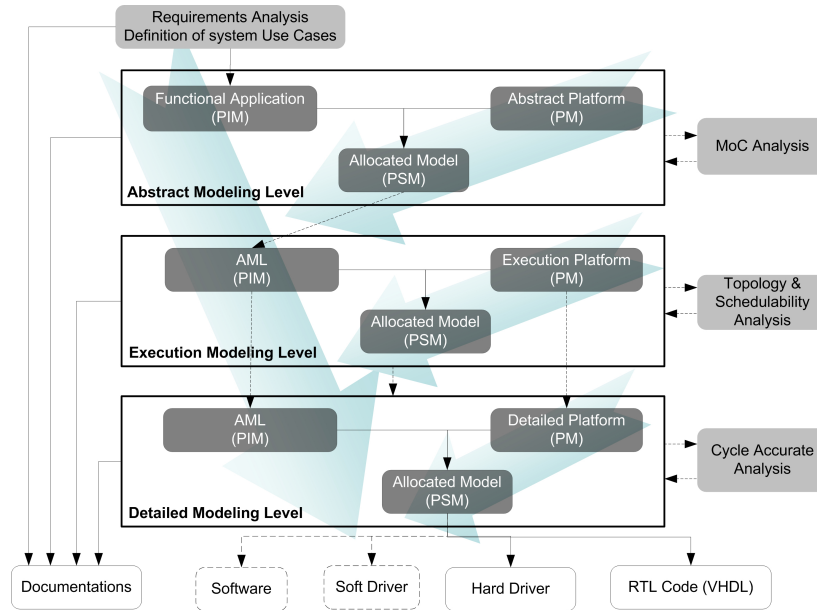 Requirements Analysis
Definition of system Use Cases
Functional Application
(PIM)
Abstract Platform
(PM)
MoC Analysis
Allocated Model
(PSM)
Abstract Modeling Level
AML
(PIM)
Execution Platform
(PM)
Topology &
Schedulability
Analysis
Allocated Model
(PSM)
Execution Modeling Level
AML
(PIM)
Detailed Platform
(PM)
Cycle Accurate
Analysis
Allocated Model
(PSM)
Detailed Modeling Level
Documentations
Software
Soft Driver
Hard Driver
RTL Code (VHDL)